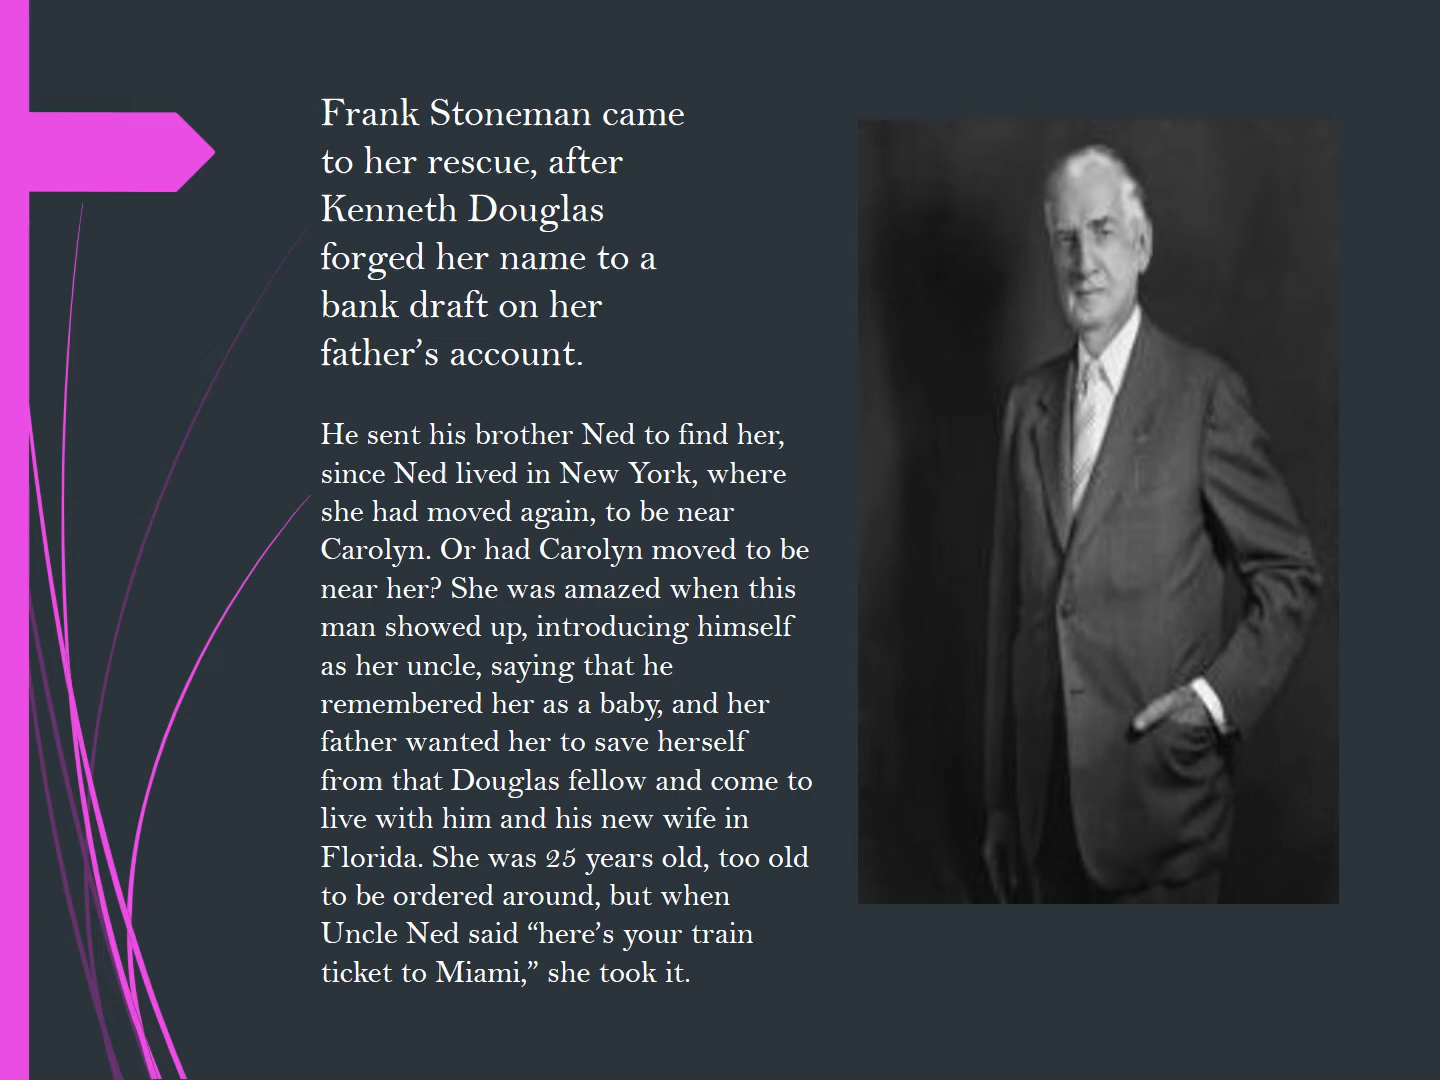 Frank Stoneman came
to her rescue, after
Kenneth Douglas
forged her name to a
bank draft on her
father’s account.
He sent his brother Ned to find her,
since Ned lived in New York, where
she had moved again, to be near
Carolyn. Or had Carolyn moved to be
near her? She was amazed when this
man showed up, introducing himself
as her uncle, saying that he
remembered her as a baby, and her
father wanted her to save herself
from that Douglas fellow and come to
live with him and his new wife in
Florida. She was 25 years old, too old
to be ordered around, but when
Uncle Ned said “here’s your train
ticket to Miami,” she took it.